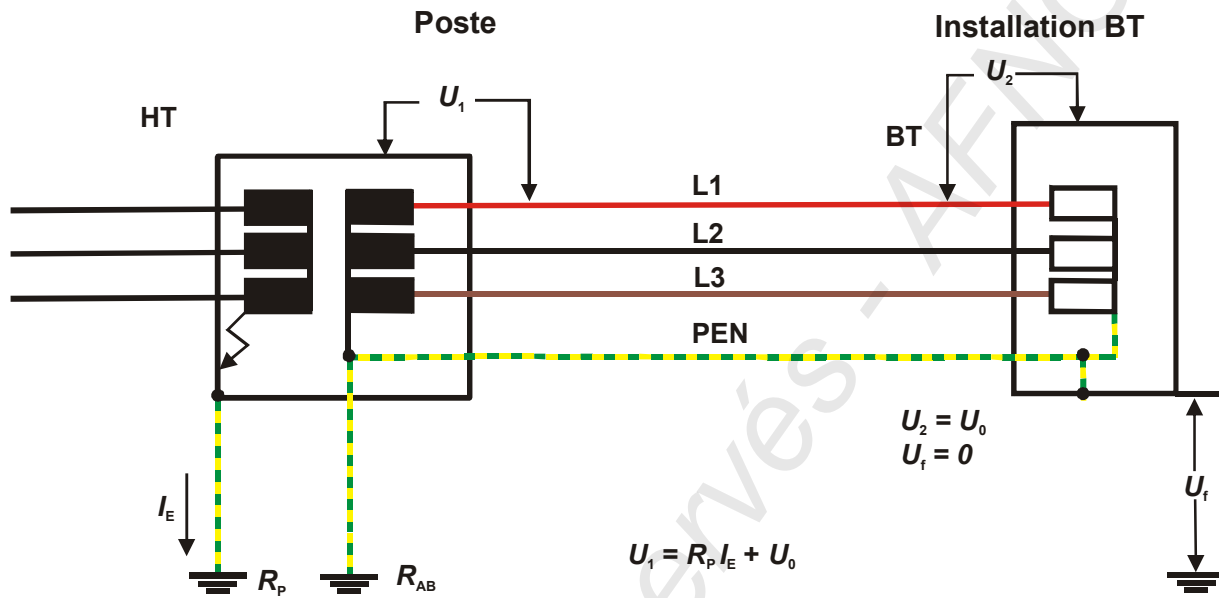 Poste
Installation BT
U1
U2
HT
BT
L1
L2
L3
PEN
U2 = U0
Uf = 0
Uf
IE
U1 = RP IE + U0
RP
RAB
ervés - AFNO